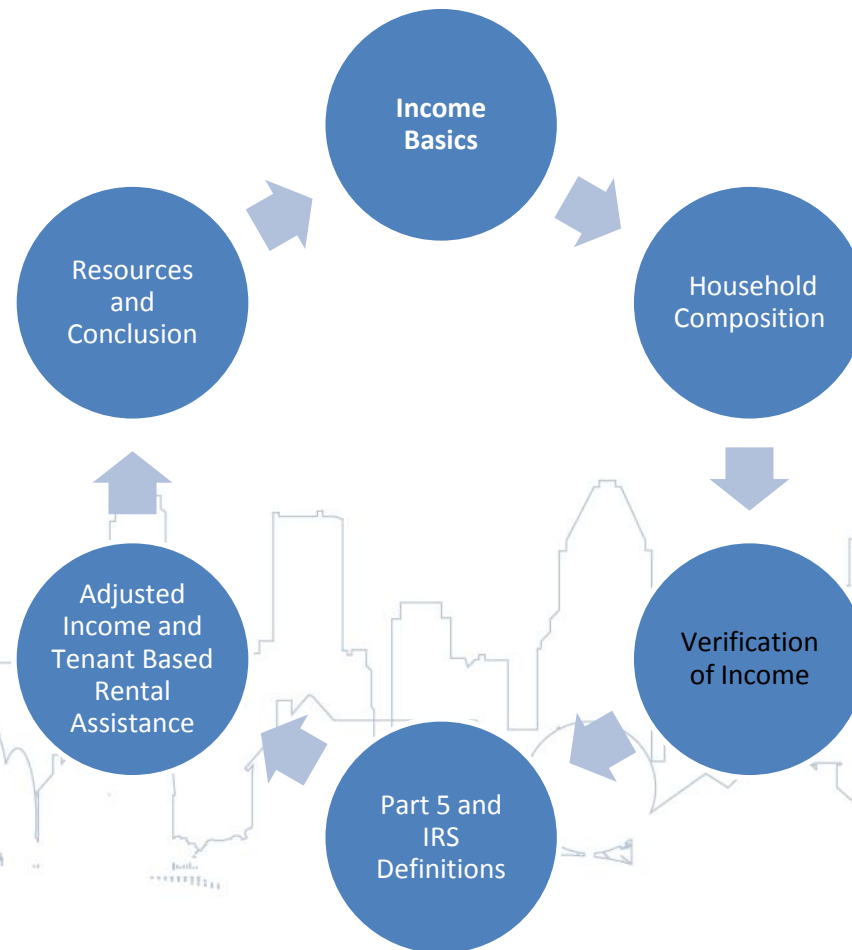 Income
Basics
Household
Composition
Verification
of Income
Part 5 and
IRS
Definitions
Adjusted
Income and
Tenant Based
Rental
Assistance
Resources
and
Conclusion